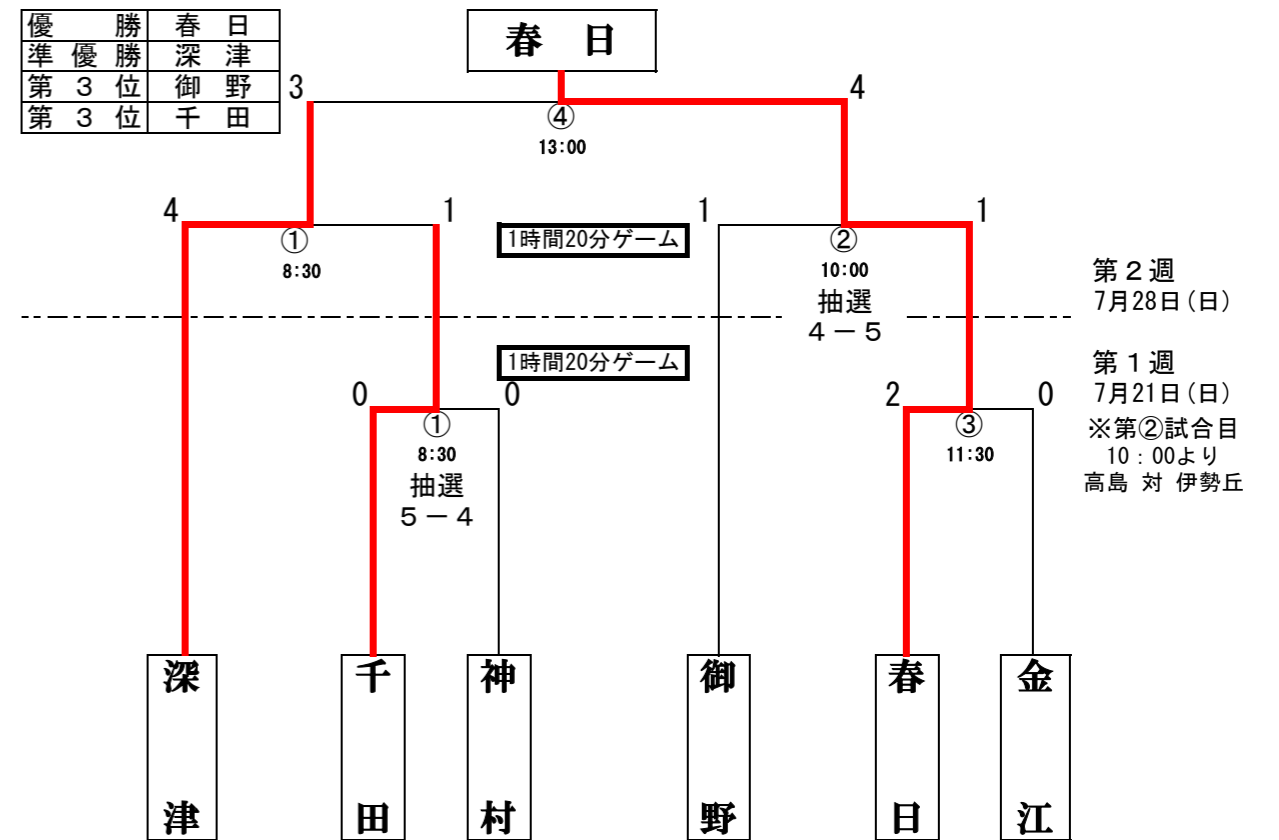 優勝 春日
準優勝 深津
第３位 御野
第３位 千田
春日
3 4
④
13:00
4 1 1 1
① ②
8:30 10:00
1時間20分ゲーム
抽選
４－５
第２週
7月28日(日)
1時間20分ゲーム
第１週
7月21日(日)
0 0 2 0
① ③
8:30 11:30
抽選
５－４
※第②試合目
10：00より
高島 対 伊勢丘
深津
千田
神村
御野
春日
金江